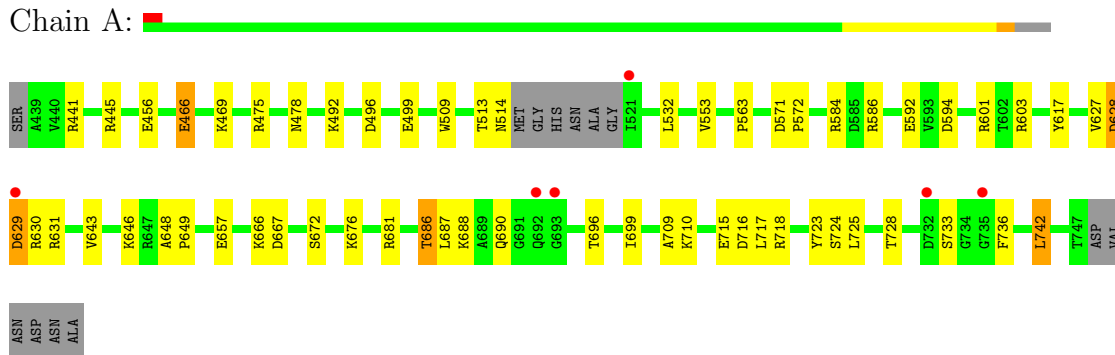 Chain A:
SER A439 V440 R441 R445 E456 E466 K469 R475 N478 K492 D496 E499 W509 T513 N514 MET GLY HIS ASN ALA GLY I521 L532 V553 P563 D571 P572 R584 D585 R586 E592 V593 D594 R601 T602 R603 Y617 V627 D628
D629 R630 R631 V643 K646 R647 A648 P649 E657 K666 D667 S672 K676 R681 T686 L687 K688 A689 Q690 G691 Q692 G693 T696 I699 A709 K710 E715 D716 L717 R718 Y723 S724 L725 T728 D732 S733 G734 G735 F736 L742 T747 ASP VAL
ASN ASP ASN ALA